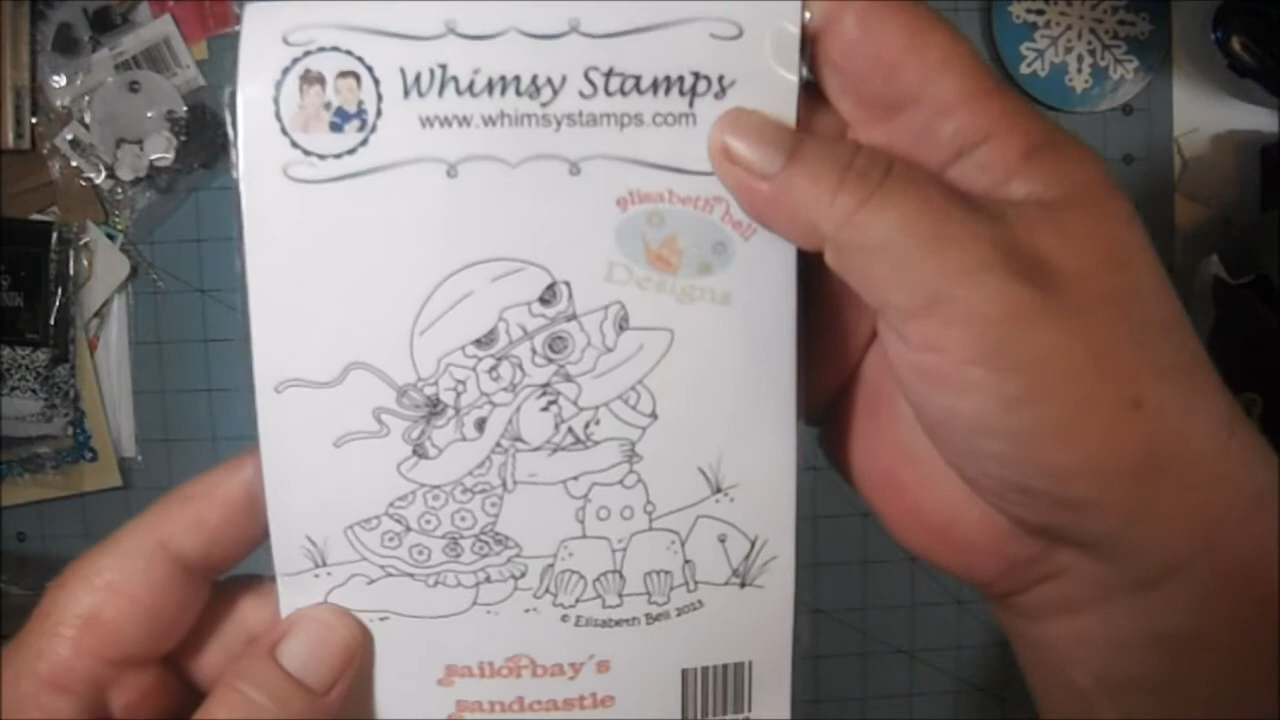 Whimsy Stamps
www.whimsystamps.com
elisabeth bell
Designs
© Elisabeth Bell 2013
sailorbay's
sandcastle